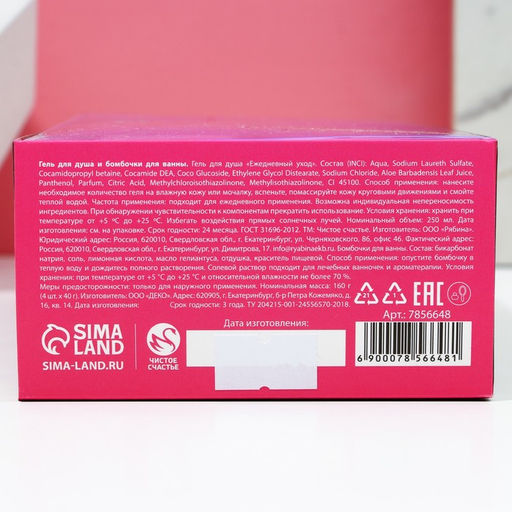 Гель для душа и бомбочки для ванны. Гель для душа «Ежедневный уход». Состав (INCI): Aqua, Sodium Laureth Sulfate,
Cocamidopropyl betaine, Cocamide DEA, Coco Glucoside, Ethylene Glycol Distearate, Sodium Chloride, Aloe Barbadensis Leaf Juice,
Panthenol, Parfum, Citric Acid, Methylchloroisothiazolinone, Methylisothiazolinone, CI 45100. Способ применения: нанесите
необходимое количество геля на влажную кожу или мочалку, вспеньте, помассируйте кожу круговыми движениями и смойте
теплой водой. Частота применения: подходит для ежедневного применения. Возможна индивидуальная непереносимость
ингредиентов. При обнаружении чувствительности к компонентам прекратить использование. Условия хранения: хранить при
температуре от +5 °С до +25 °С. Избегать воздействия прямых солнечных лучей. Номинальный объем: 250 мл. Дата
изготовления: см. на упаковке. Срок годности: 24 месяца. ГОСТ 31696-2012. ТМ: Чистое счастье. Изготовитель: ООО «Рябина».
Юридический адрес: Россия, 620010, Свердловская обл., г. Екатеринбург, ул. Черняховского, 86, офис 46. Фактический адрес:
Россия, 620010, Свердловская обл., г. Екатеринбург, ул. Димитрова, 17. info@ryabinaekb.ru Бомбочки для ванны. Состав: бикарбонат
натрия, соль, лимонная кислота, масло гелиантуса, отдушка, краситель пищевой. Способ применения: опустите бомбочку в
теплую воду и дождитесь полного растворения. Солевой раствор подходит для лечебных ванночек и ароматерапии. Условия
хранения: при температуре от +5 °С до +25 °С и относительной влажности не более 70 %.
Меры предосторожности: только для наружного применения. Номинальная масса: 160 г
(4 шт. х 40 г). Изготовитель: ООО «ДЕКО». Адрес: 620905, г. Екатеринбург, б-р Петра Кожемяко, д.
16, кв. 14. Срок годности: 3 года. ТУ 204215-001-24556570-2018.
21
EAC
Дата изготовления:
SIMA
LAND
SIMA-LAND.RU
ЧИСТОЕ
СЧАСТЬЕ
Арт.: 7856648
6 900078 566481